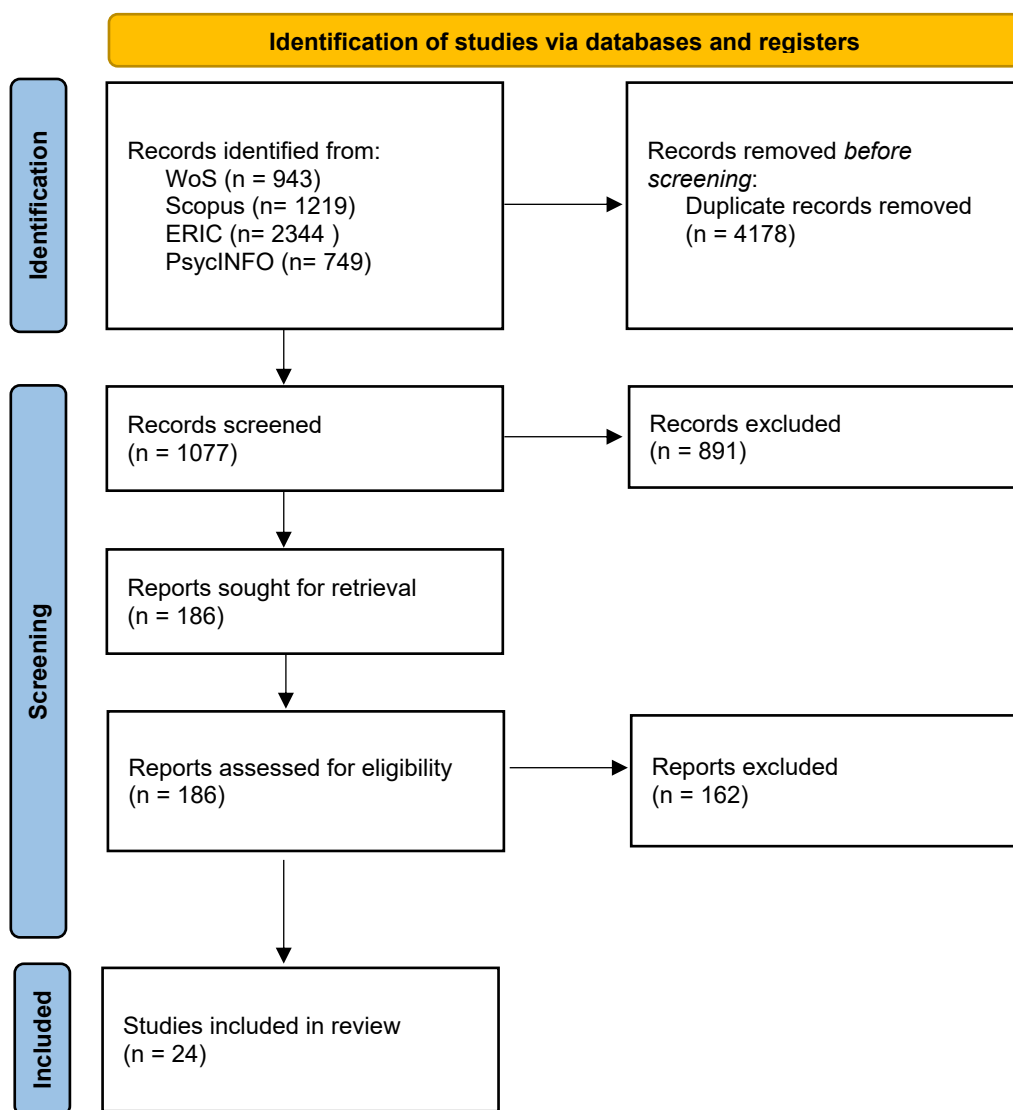 Identification of studies via databases and registers
Identification
Records identified from:
WoS (n = 943)
Scopus (n= 1219)
ERIC (n= 2344 )
PsycINFO (n= 749)
Records removed before
screening:
Duplicate records removed
(n = 4178)
Screening
Records screened
(n = 1077)
Records excluded
(n = 891)
Reports sought for retrieval
(n = 186)
Reports assessed for eligibility
(n = 186)
Reports excluded
(n = 162)
Included
Studies included in review
(n = 24)